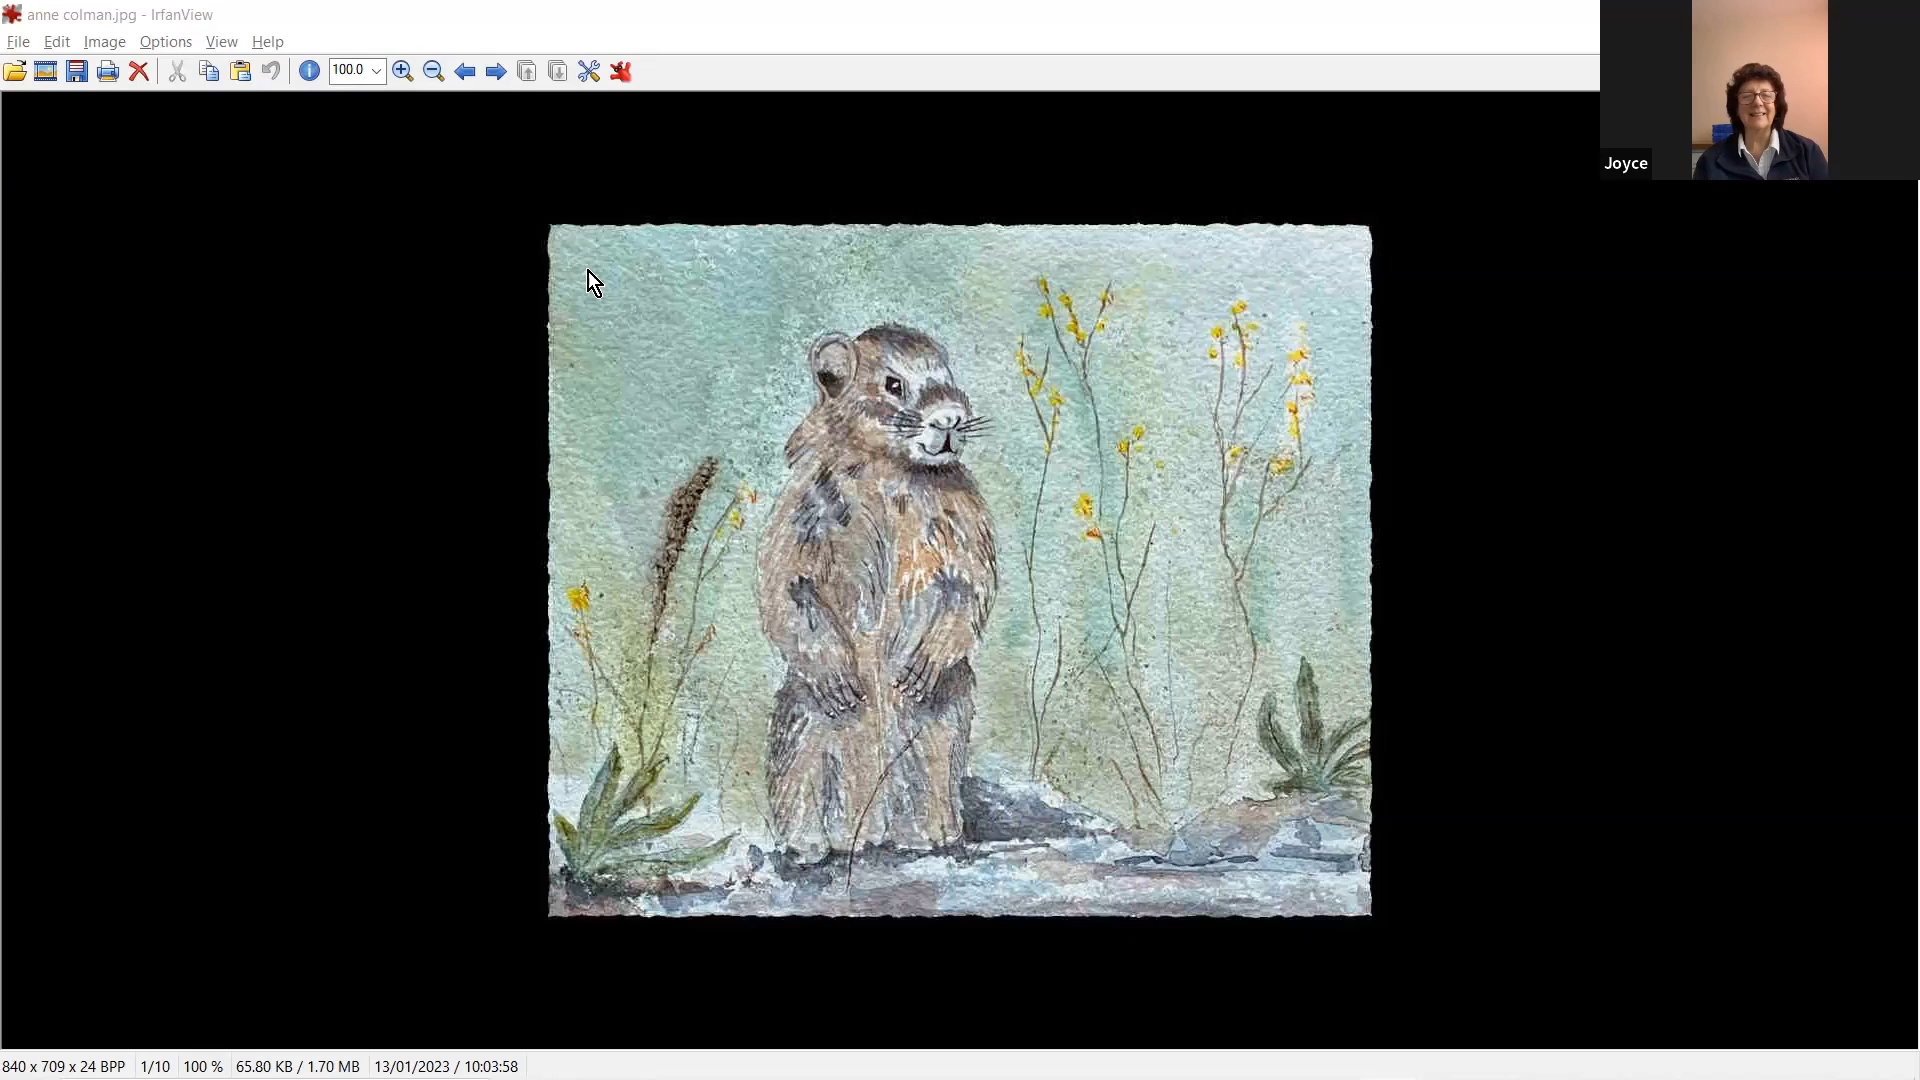 anne colman.jpg - IrfanView
File Edit Image Options View Help
100.0
Joyce
840 x 709 x 24 BPP 1/10 100 % 65.80 KB / 1.70 MB 13/01/2023 / 10:03:58